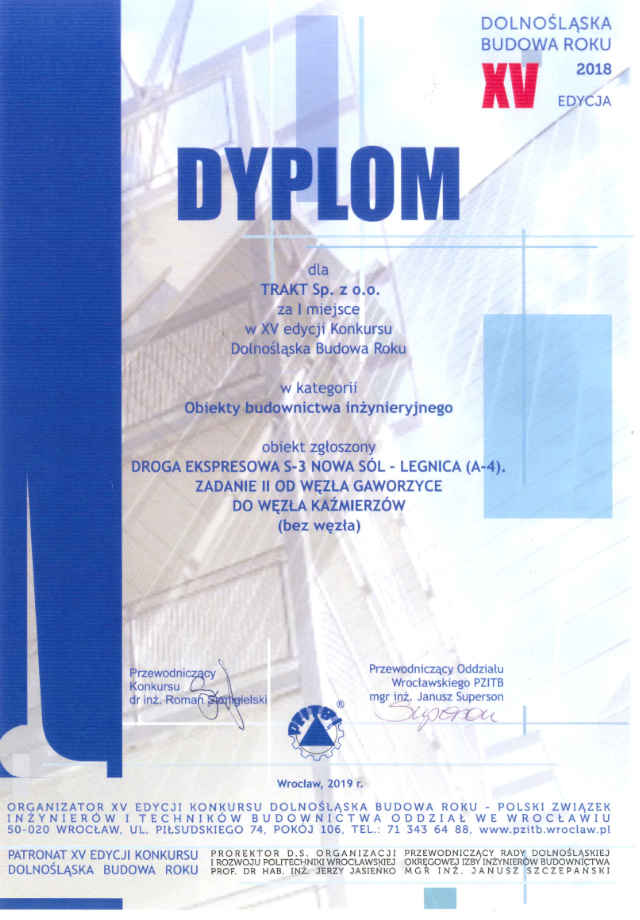 DOLNOŚLĄSKA
BUDOWA ROKU
XV 2018
EDYCJA
DYPLOM
dla
TRAKT Sp. z o.o.
za I miejsce
w XV edycji Konkursu
Dolnośląska Budowa Roku
w kategorii
Obiekty budownictwa inżynieryjnego
obiekt zgłoszony
DROGA EKSPRESOWA S-3 NOWA SÓL - LEGNICA (A-4).
ZADANIE II OD WĘZŁA GAWORZYCE
DO WĘZŁA KAŹMIERZÓW
(bez węzła)
Przewodniczący
Konkursu
dr inż. Roman
Przewodniczący Oddziału
Wrocławskiego PZITB
mgr inż. Janusz Superson
Superson
PZITB
®
Wrocław, 2019 r.
ORGANIZATOR XV EDYCJI KONKURSU DOLNOŚLĄSKA BUDOWA ROKU - POLSKI ZWIĄZEK
INŻYNIERÓW I TECHNIKÓW BUDOWNICTWA ODDZIAŁ WE WROCŁAWIU
50-020 WROCŁAW, UL. PIŁSUDSKIEGO 74, POKÓJ 106, TEL.: 71 343 64 88, www.pzitb.wroclaw.pl
PATRONAT XV EDYCJI KONKURSU
DOLNOŚLĄSKA BUDOWA ROKU
PROREKTOR D.S. ORGANIZACJI
I ROZWOJU POLITECHNIKI WROCŁAWSKIEJ
PROF. DR HAB. INŻ. JERZY JASIEŃKO
PRZEWODNICZĄCY RADY DOLNOŚLĄSKIEJ
OKRĘGOWEJ IZBY INŻYNIERÓW BUDOWNICTWA
MGR INŻ. JANUSZ SZCZEPAŃSKI